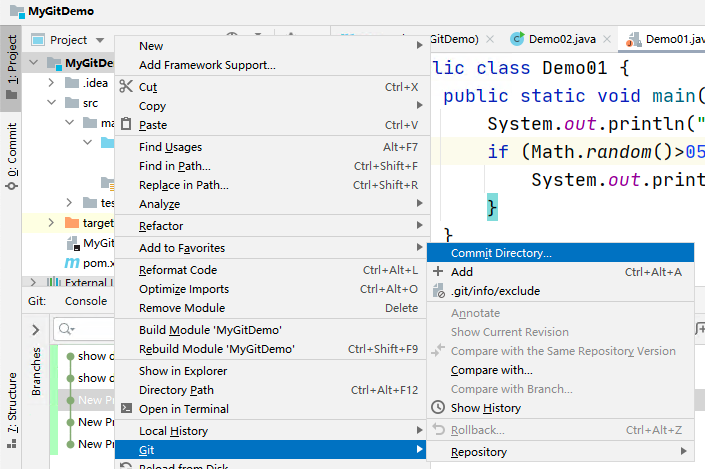 MyGitDemo
1: Project
Project
GitDemo)
Demo02.java
Demo01.java
MyGitDemo
.idea
src
ma
tes
target
MyGit
pom.x
External Li
0: Commit
lic class Demo01 {
public static void main(
System.out.println("
if (Math.random()>05
System.out.print
}
}
New
Add Framework Support...
Cut Ctrl+X
Copy
Paste Ctrl+V
Find Usages Alt+F7
Find in Path... Ctrl+Shift+F
Replace in Path... Ctrl+Shift+R
Analyze
Refactor
Add to Favorites
Reformat Code Ctrl+Alt+L
Optimize Imports Ctrl+Alt+O
Remove Module Delete
Build Module 'MyGitDemo'
Rebuild Module 'MyGitDemo' Ctrl+Shift+F9
Show in Explorer
Directory Path Ctrl+Alt+F12
Open in Terminal
Local History
Git
Reload from Disk
Commit Directory...
Add Ctrl+Alt+A
.git/info/exclude
Annotate
Show Current Revision
Compare with the Same Repository Version
Compare with...
Compare with Branch...
Show History
Rollback... Ctrl+Alt+Z
Repository
Git: Console
Branches
show d
show d
New Pr
New Pr
New Pr
7: Structure